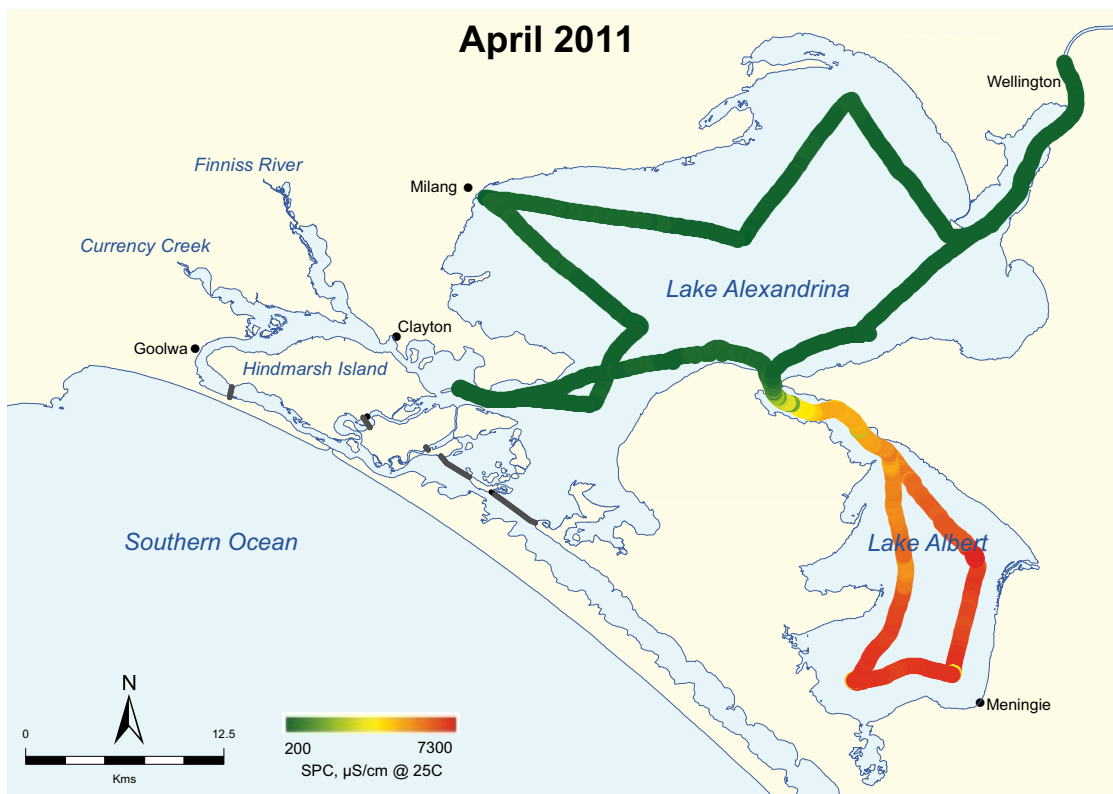 April 2011
Wellington
Finniss River
Milang
Currency Creek
Lake Alexandrina
Clayton
Goolwa
Hindmarsh Island
Southern Ocean
Lake Albert
N
Meningie
0 12.5
Kms
200 7300
SPC, µS/cm @ 25C